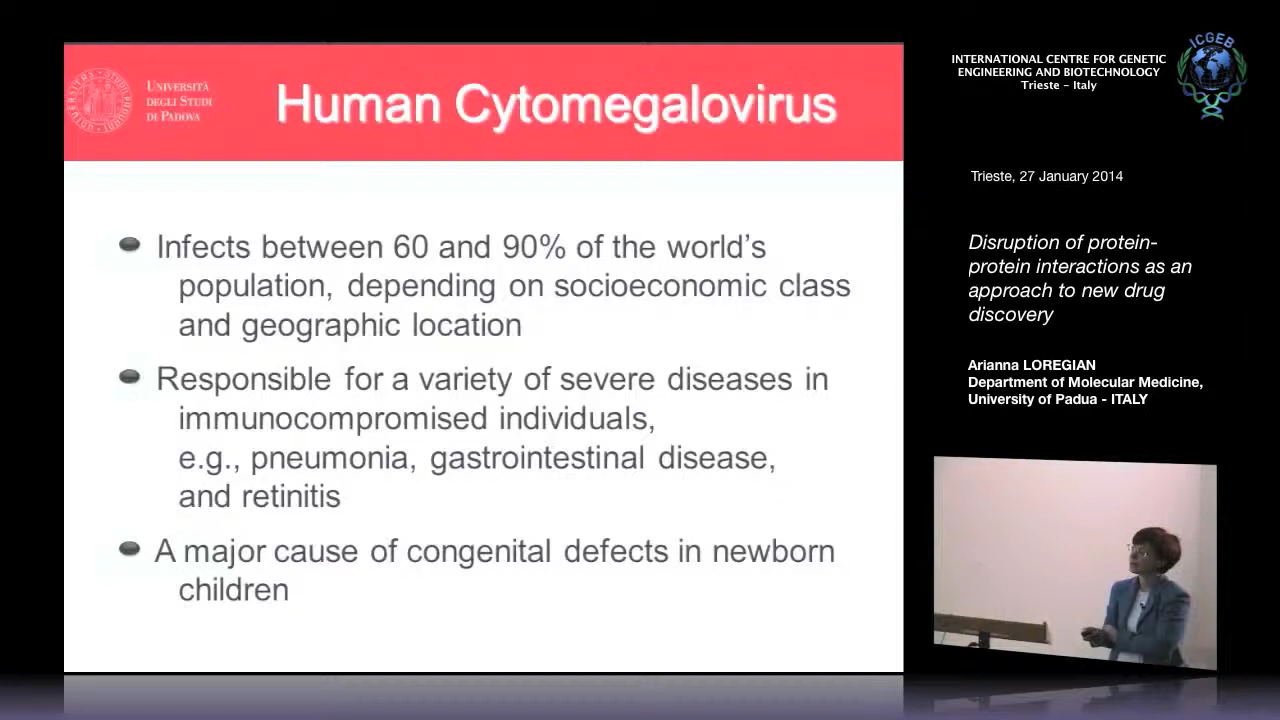 UNIVERSITÀ
DEGLI STUDI
DI PADOVA
Human Cytomegalovirus
Infects between 60 and 90% of the world's
population, depending on socioeconomic class
and geographic location
Responsible for a variety of severe diseases in
immunocompromised individuals,
e.g., pneumonia, gastrointestinal disease,
and retinitis
A major cause of congenital defects in newborn
children
INTERNATIONAL CENTRE FOR GENETIC
ENGINEERING AND BIOTECHNOLOGY
Trieste - Italy
ICGEB
Trieste, 27 January 2014
Disruption of protein-
protein interactions as an
approach to new drug
discovery
Arianna LOREGIAN
Department of Molecular Medicine,
University of Padua - ITALY